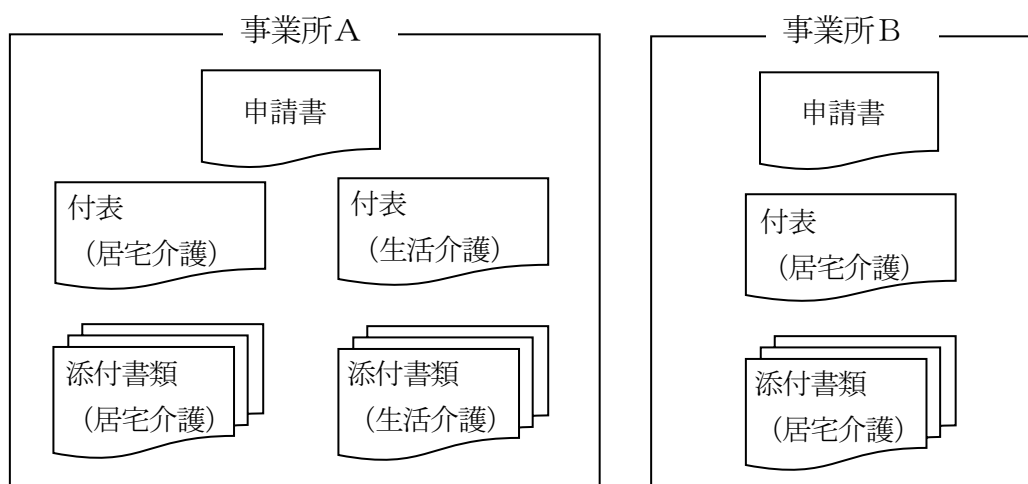 事業所A
申請書
付表
(居宅介護)
付表
(生活介護)
添付書類
(居宅介護)
添付書類
(生活介護)
事業所B
申請書
付表
(居宅介護)
添付書類
(居宅介護)